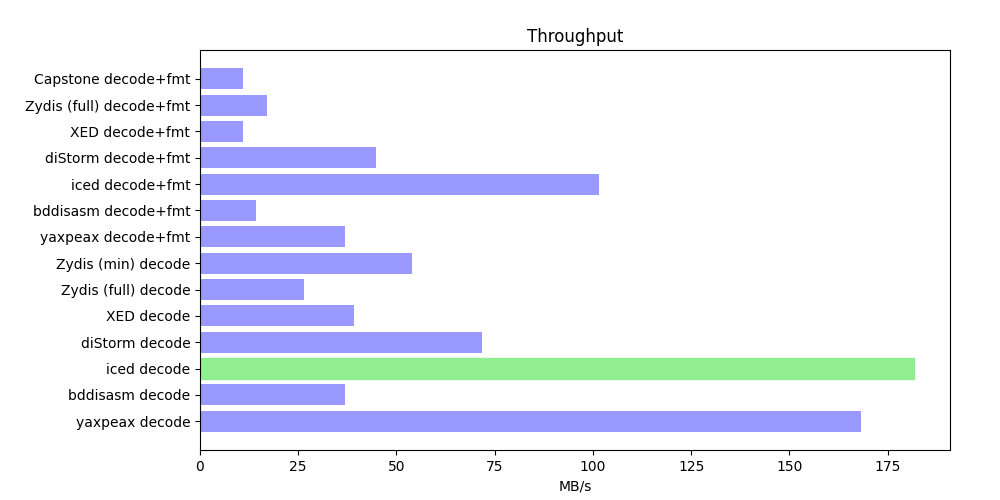 Throughput
Capstone decode+fmt
Zydis (full) decode+fmt
XED decode+fmt
diStorm decode+fmt
iced decode+fmt
bddisasm decode+fmt
yaxpeax decode+fmt
Zydis (min) decode
Zydis (full) decode
XED decode
diStorm decode
iced decode
bddisasm decode
yaxpeax decode
0 25 50 75 100 125 150 175
MB/s